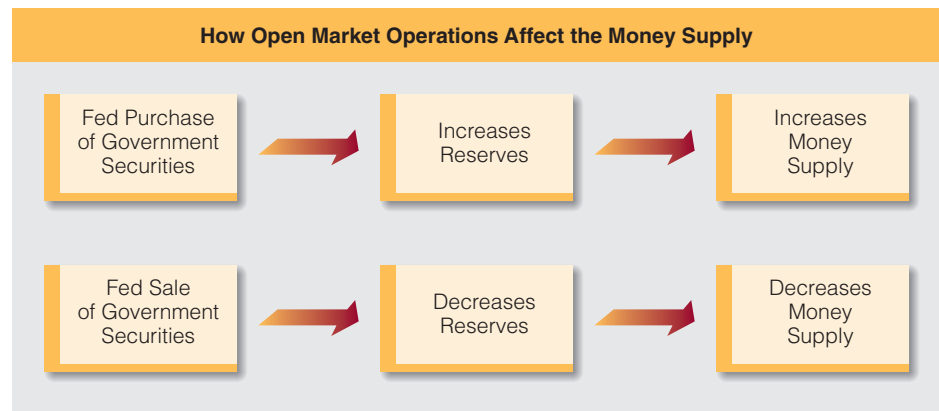 How Open Market Operations Affect the Money Supply
Fed Purchase
of Government
Securities
Increases
Reserves
Increases
Money
Supply
Fed Sale
of Government
Securities
Decreases
Reserves
Decreases
Money
Supply